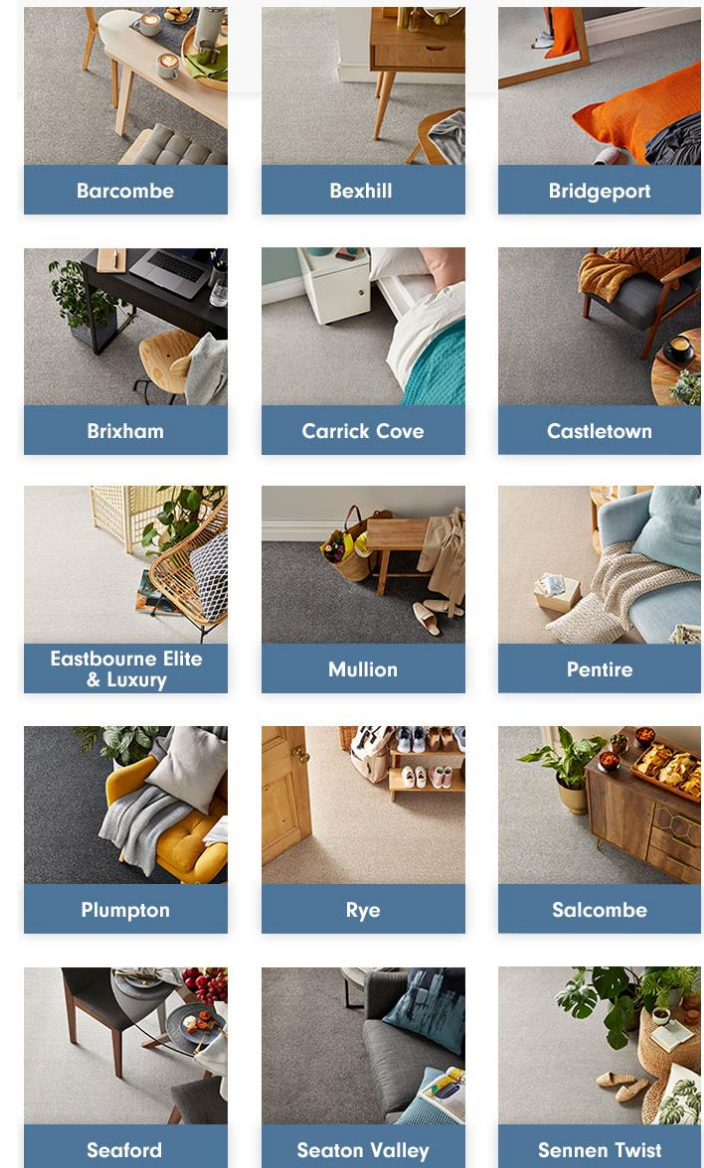 Barcombe
Bexhill
Bridgeport
Brixham
Carrick Cove
Castletown
Eastbourne Elite
& Luxury
Mullion
Pentire
Plumpton
Rye
Salcombe
Seaford
Seaton Valley
Sennen Twist